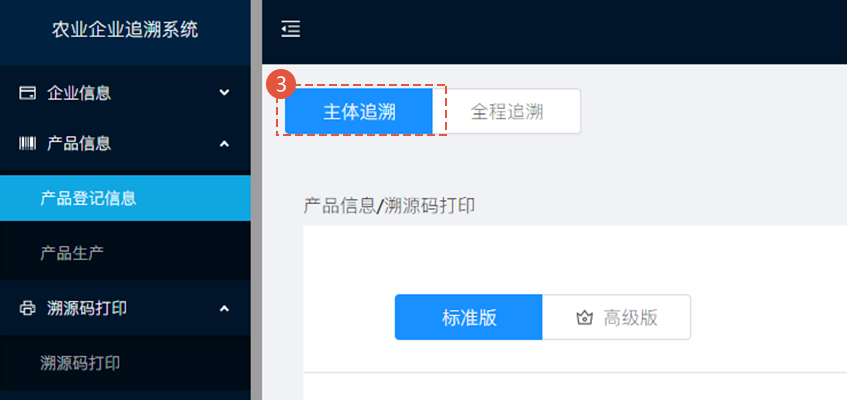 农业企业追溯系统
企业信息
产品信息
产品登记信息
产品生产
溯源码打印
溯源码打印
3
主体追溯
全程追溯
产品信息/溯源码打印
标准版
高级版